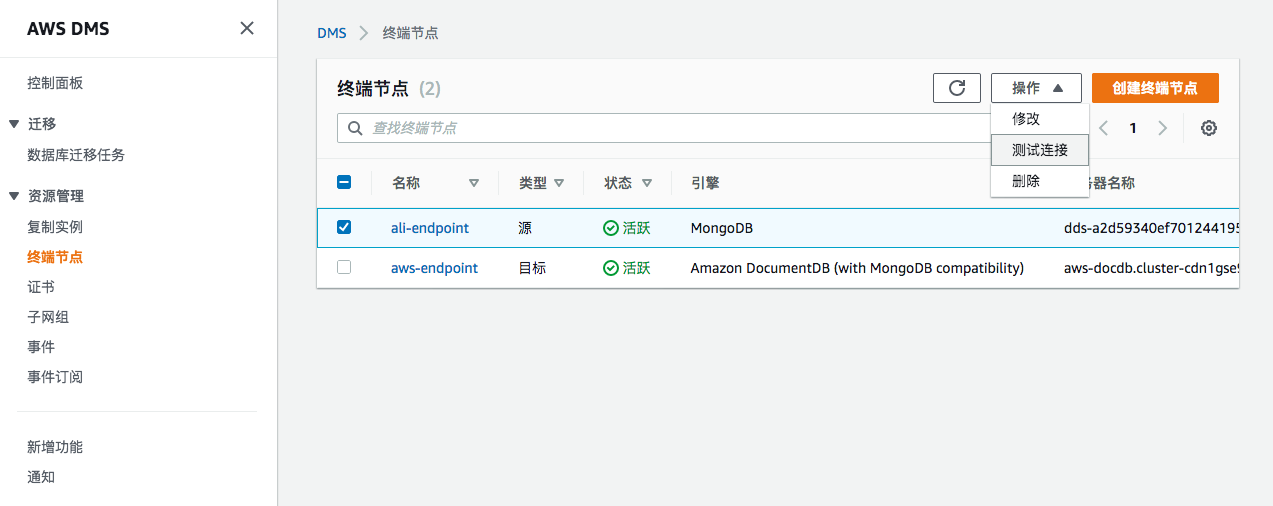 AWS DMS
控制面板
迁移
数据库迁移任务
资源管理
复制实例
终端节点
证书
子网组
事件
事件订阅
新增功能
通知
DMS 终端节点
终端节点 (2) 操作 创建终端节点
查找终端节点 1
修改
测试连接
删除
名称 类型 状态 引擎 器名称
ali-endpoint 源 活跃 MongoDB dds-a2d59340ef701244195
aws-endpoint 目标 活跃 Amazon DocumentDB (with MongoDB compatibility) aws-docdb.cluster-cdn1gse